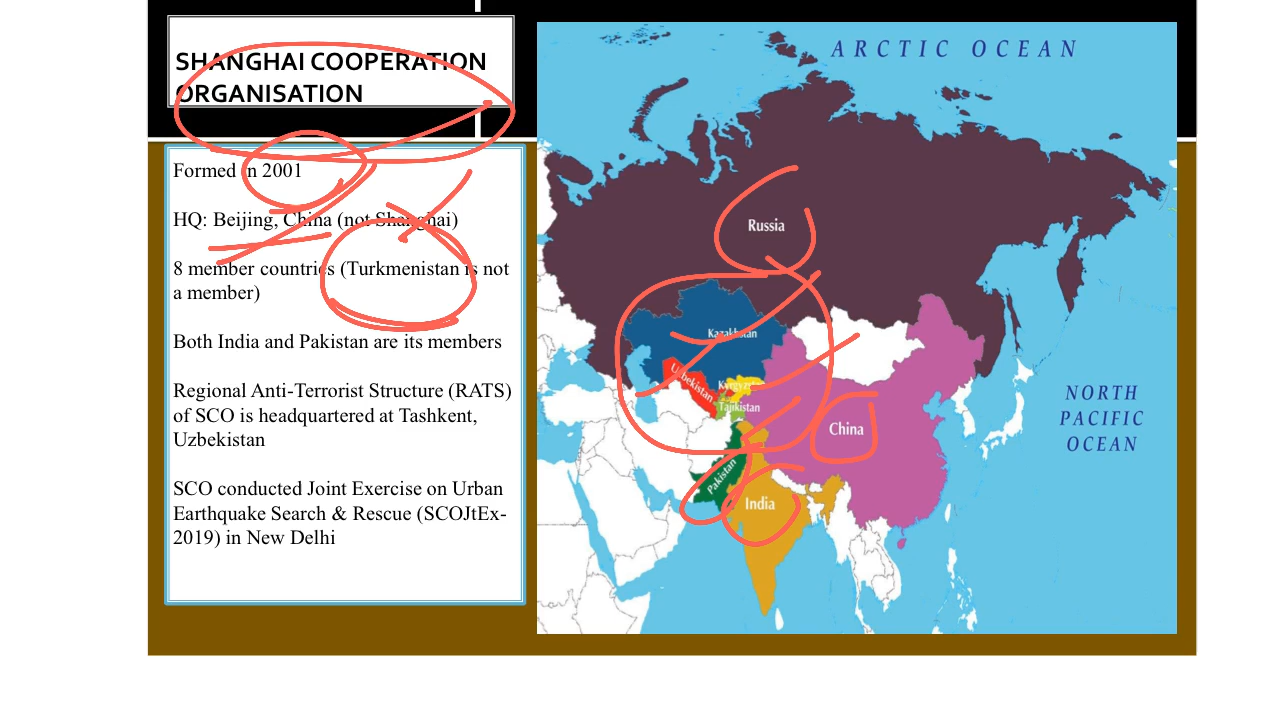 SHANGHAI COOPERATION
ORGANISATION
Formed in 2001
HQ: Beijing, China (not Shanghai)
8 member countries (Turkmenistan is not
a member)
Both India and Pakistan are its members
Regional Anti-Terrorist Structure (RATS)
of SCO is headquartered at Tashkent,
Uzbekistan
SCO conducted Joint Exercise on Urban
Earthquake Search & Rescue (SCOJtEx-
2019) in New Delhi
ARCTIC OCEAN
Russia
Kazakhstan
Uzbekistan
Tajikistan
China
Pakistan
India
NORTH
PACIFIC
OCEAN